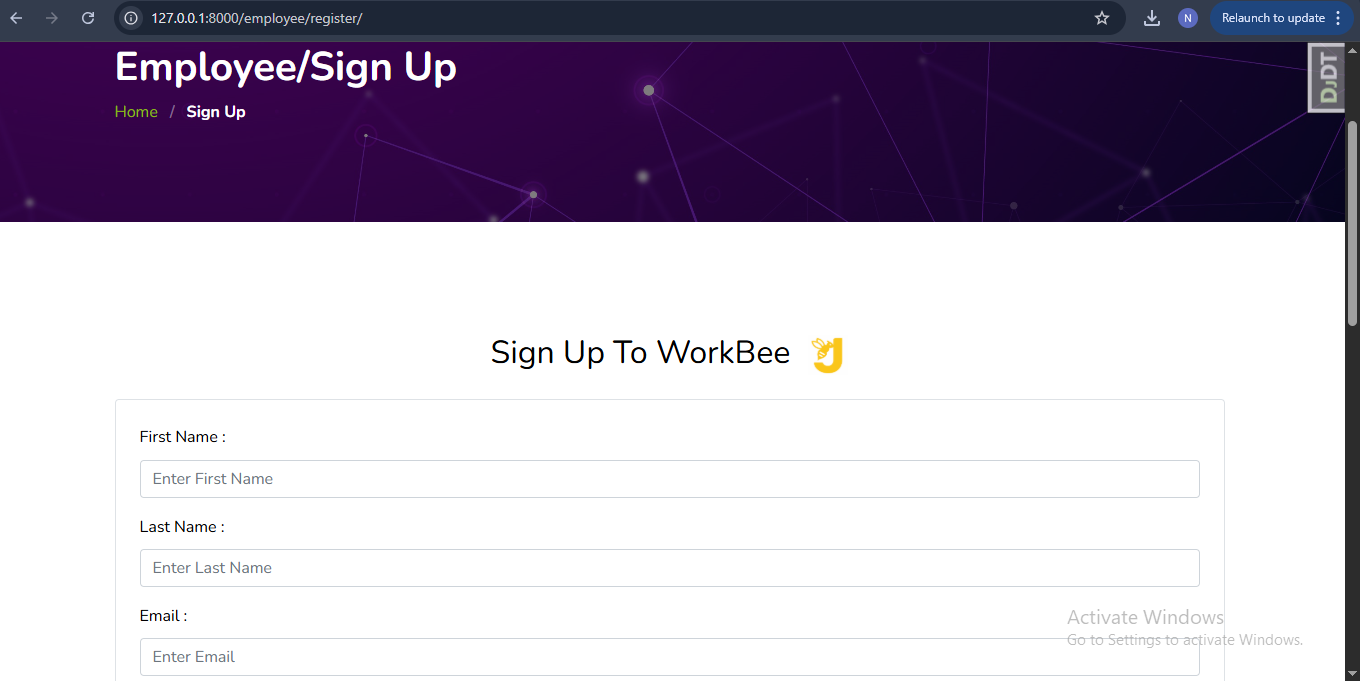 127.0.0.1:8000/employee/register/
N
Relaunch to update
Employee/Sign Up
Home / Sign Up
DjDT
Sign Up To WorkBee
First Name :
Enter First Name
Last Name :
Enter Last Name
Email :
Enter Email
Activate Windows
Go to Settings to activate Windows.